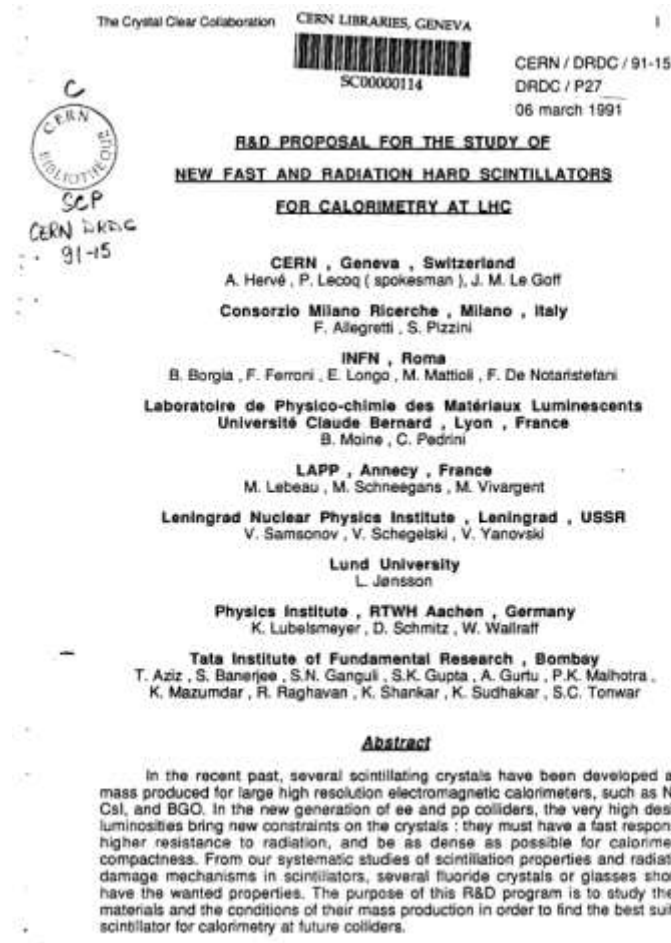 The Crystal Clear Collaboration
CERN LIBRARIES, GENEVA
SC00000114
CERN / DRDC / 91-15
DRDC / P27
06 march 1991
CERN
BIBLIOTHEQUE
SCP
CERN DRDC
91-15
R&D PROPOSAL FOR THE STUDY OF
NEW FAST AND RADIATION HARD SCINTILLATORS
FOR CALORIMETRY AT LHC
CERN , Geneva , Switzerland
A. Hervé , P. Lecoq ( spokesman ), J. M. Le Goff
Consorzio Milano Ricerche , Milano , Italy
F. Allegretti , S. Pizzini
INFN , Roma
B. Borgia , F. Ferroni , E. Longo , M. Mattioli , F. De Notaristefani
Laboratoire de Physico-chimie des Matériaux Luminescents
Université Claude Bernard , Lyon , France
B. Moine , C. Pedrini
LAPP , Annecy , France
M. Lebeau , M. Schneegans , M. Vivargent
Leningrad Nuclear Physics Institute , Leningrad , USSR
V. Samsonov , V. Schegelski , V. Yanovski
Lund University
L. Jønsson
Physics Institute , RTWH Aachen , Germany
K. Lubelsmeyer , D. Schmitz , W. Wallraff
Tata Institute of Fundamental Research , Bombay
T. Aziz , S. Banerjee , S.N. Ganguli , S.K. Gupta , A. Gurtu , P.K. Malhotra ,
K. Mazumdar , R. Raghavan , K. Shankar , K. Sudhakar , S.C. Tonwar
Abstract
In the recent past, several scintillating crystals have been developed a
mass produced for large high resolution electromagnetic calorimeters, such as N
CsI, and BGO. In the new generation of ee and pp colliders, the very high des
luminosities bring new constraints on the crystals : they must have a fast respon
higher resistance to radiation, and be as dense as possible for calorime
compactness. From our systematic studies of scintillation properties and radiat
damage mechanisms in scintillators, several fluoride crystals or glasses sho
have the wanted properties. The purpose of this R&D program is to study the
materials and the conditions of their mass production in order to find the best suit
scintillator for calorimetry at future colliders.